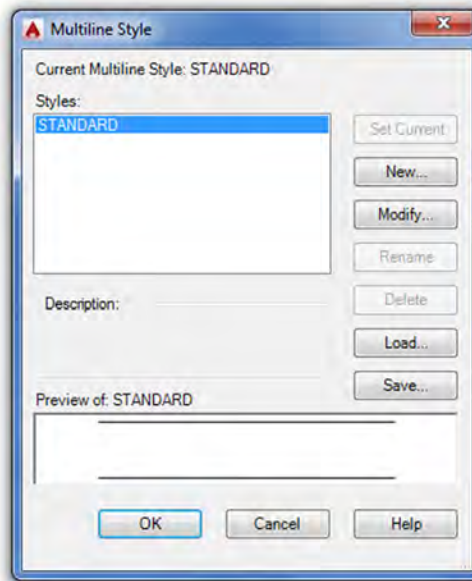 Multiline Style
Current Multiline Style: STANDARD
Styles:
STANDARD
Set Current
New...
Modify...
Rename
Delete
Load...
Save...
Description:
Preview of: STANDARD
OK
Cancel
Help